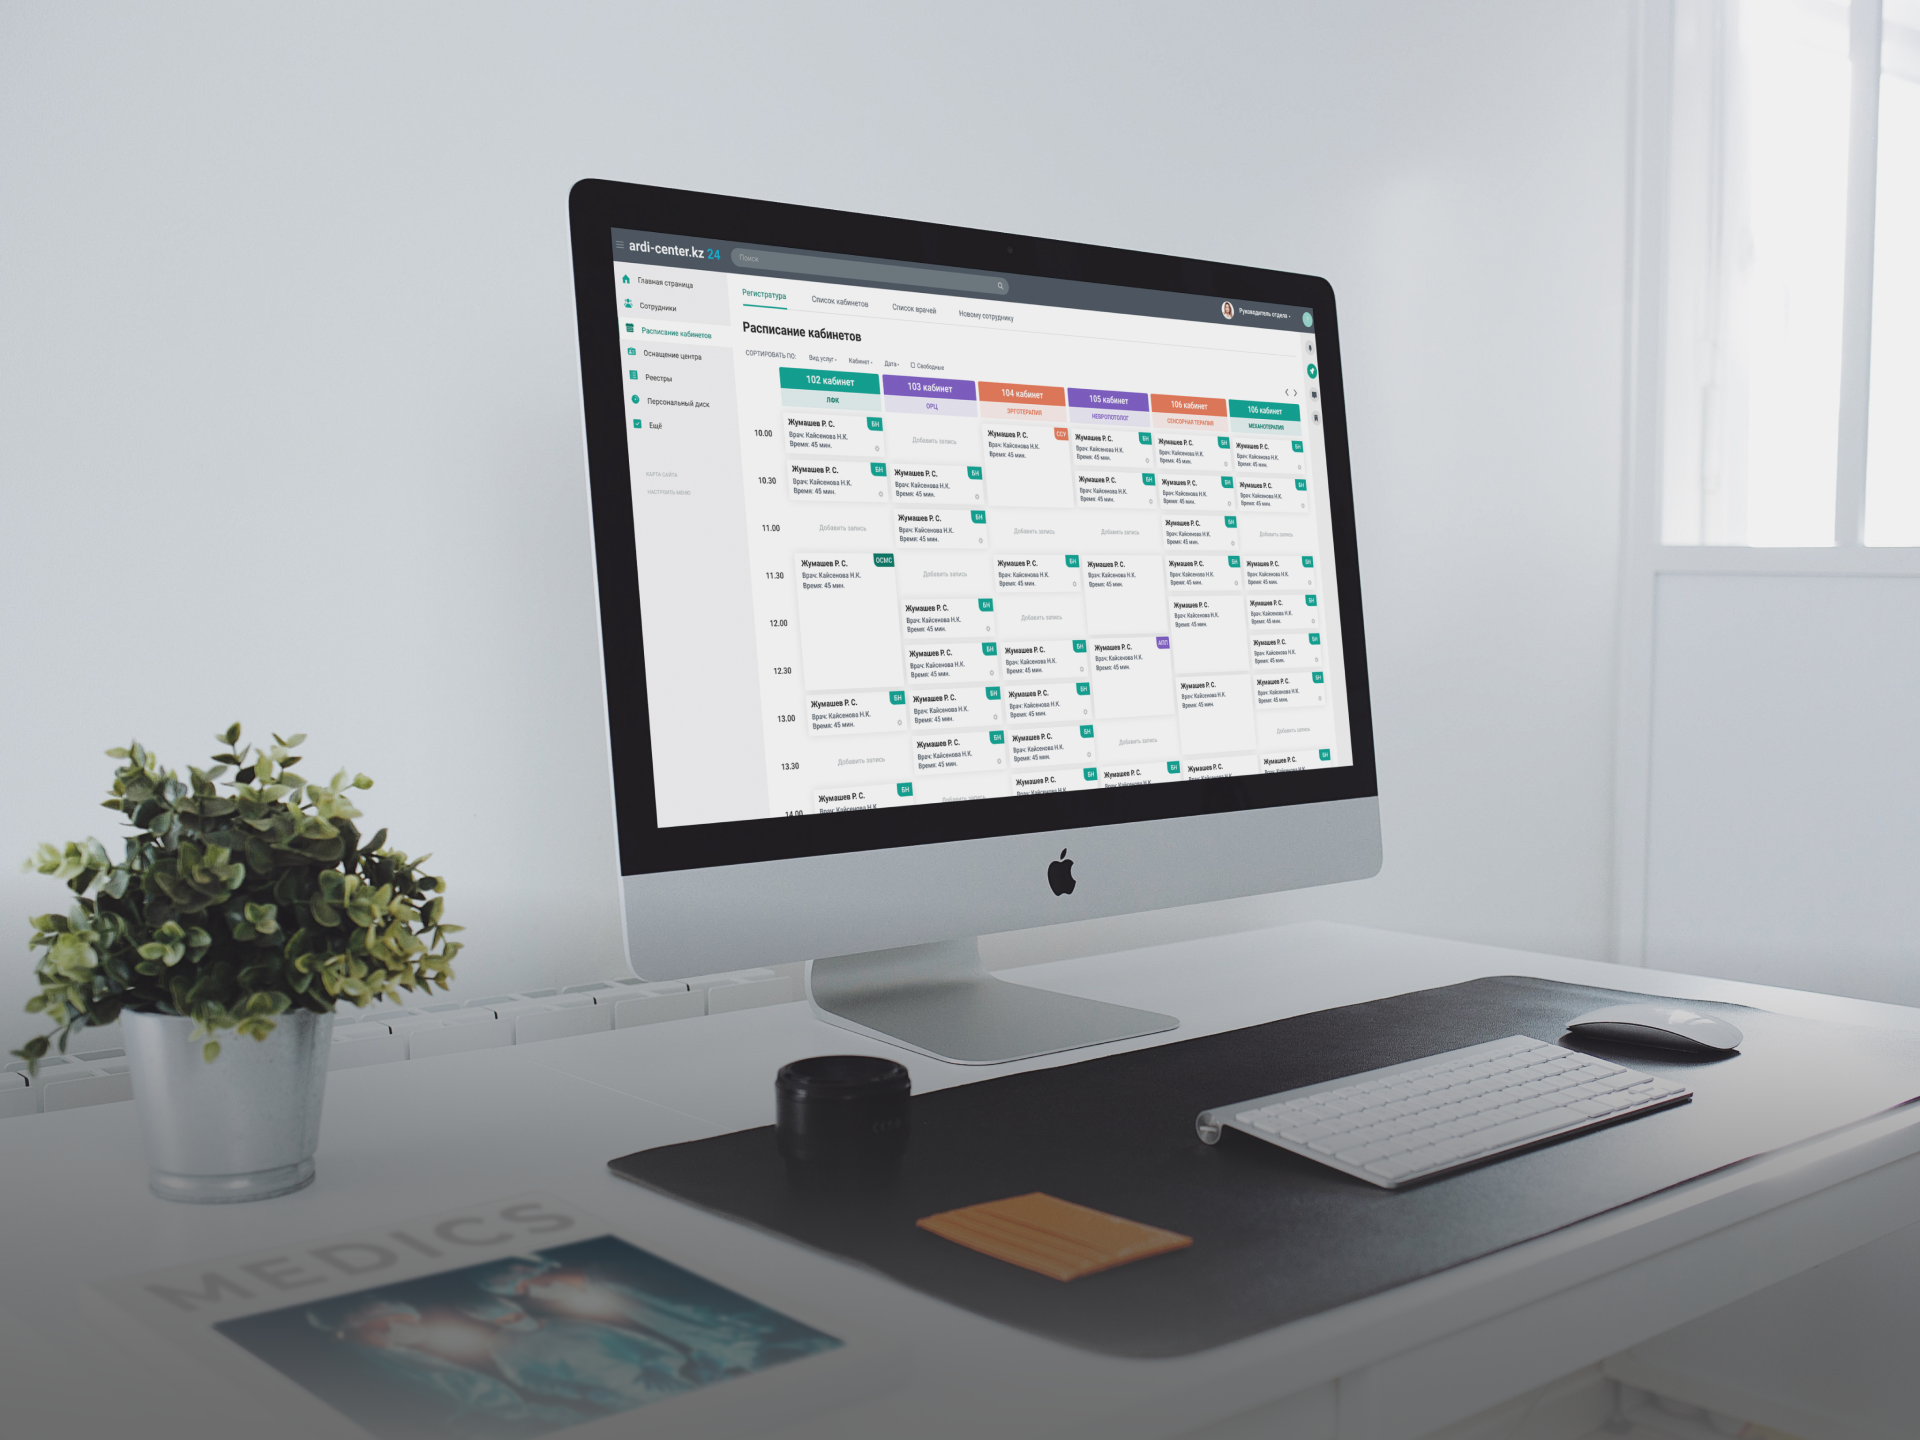 ardi-center.kz 24
Поиск
Руководитель отдела
Главная страница
Сотрудники
Расписание кабинетов
Оснащение центра
Реестры
Персональный диск
Ещё
КАРТА САЙТА
НАСТРОИТЬ МЕНЮ
Регистратура Список кабинетов Список врачей Новому сотруднику
Расписание кабинетов
СОРТИРОВАТЬ ПО: Вид услуг Кабинет Дата Свободные
102 кабинет 103 кабинет 104 кабинет 105 кабинет 106 кабинет 106 кабинет
ЛФК ОРЦ ЭРГОТЕРАПИЯ НЕВРОПОТОЛОГ СЕНСОРНАЯ ТЕРАПИЯ МЕХАНОТЕРАПИЯ
10.00
Жумашев Р. С. БН Добавить запись Жумашев Р. С. ССУ Жумашев Р. С. БН Жумашев Р. С. БН Жумашев Р. С. БН
Врач: Кайсенова Н.К. Врач: Кайсенова Н.К. Врач: Кайсенова Н.К. Врач: Кайсенова Н.К. Врач: Кайсенова Н.К.
Время: 45 мин. Время: 45 мин. Время: 45 мин. Время: 45 мин. Время: 45 мин.
10.30
Жумашев Р. С. БН Жумашев Р. С. БН Жумашев Р. С. БН Жумашев Р. С. БН Жумашев Р. С. БН
Врач: Кайсенова Н.К. Врач: Кайсенова Н.К. Врач: Кайсенова Н.К. Врач: Кайсенова Н.К. Врач: Кайсенова Н.К.
Время: 45 мин. Время: 45 мин. Время: 45 мин. Время: 45 мин. Время: 45 мин.
11.00
Добавить запись Жумашев Р. С. БН Добавить запись Добавить запись Жумашев Р. С. БН Добавить запись
Врач: Кайсенова Н.К. Врач: Кайсенова Н.К.
Время: 45 мин. Время: 45 мин.
11.30
Жумашев Р. С. ОСМС Добавить запись Жумашев Р. С. БН Жумашев Р. С. Жумашев Р. С. БН Жумашев Р. С. БН
Врач: Кайсенова Н.К. Врач: Кайсенова Н.К. Врач: Кайсенова Н.К. Врач: Кайсенова Н.К. Врач: Кайсенова Н.К.
Время: 45 мин. Время: 45 мин. Время: 45 мин. Время: 45 мин. Время: 45 мин.
12.00
Жумашев Р. С. БН Добавить запись Жумашев Р. С. Жумашев Р. С. БН
Врач: Кайсенова Н.К. Врач: Кайсенова Н.К. Врач: Кайсенова Н.К.
Время: 45 мин. Время: 45 мин. Время: 45 мин.
12.30
Жумашев Р. С. БН Жумашев Р. С. БН Жумашев Р. С. АПП Жумашев Р. С. БН
Врач: Кайсенова Н.К. Врач: Кайсенова Н.К. Врач: Кайсенова Н.К. Врач: Кайсенова Н.К.
Время: 45 мин. Время: 45 мин. Время: 45 мин. Время: 45 мин.
13.00
Жумашев Р. С. БН Жумашев Р. С. БН Жумашев Р. С. БН Жумашев Р. С. Жумашев Р. С. БН
Врач: Кайсенова Н.К. Врач: Кайсенова Н.К. Врач: Кайсенова Н.К. Врач: Кайсенова Н.К. Врач: Кайсенова Н.К.
Время: 45 мин. Время: 45 мин. Время: 45 мин. Время: 45 мин. Время: 45 мин.
13.30
Добавить запись Жумашев Р. С. БН Жумашев Р. С. БН Добавить запись Добавить запись
Врач: Кайсенова Н.К. Врач: Кайсенова Н.К.
Время: 45 мин. Время: 45 мин.
14.00
Жумашев Р. С. БН Добавить запись Жумашев Р. С. БН Жумашев Р. С. БН Жумашев Р. С. Жумашев Р. С. БН
Врач: Кайсенова Н.К. Врач: Кайсенова Н.К.
MEDICS